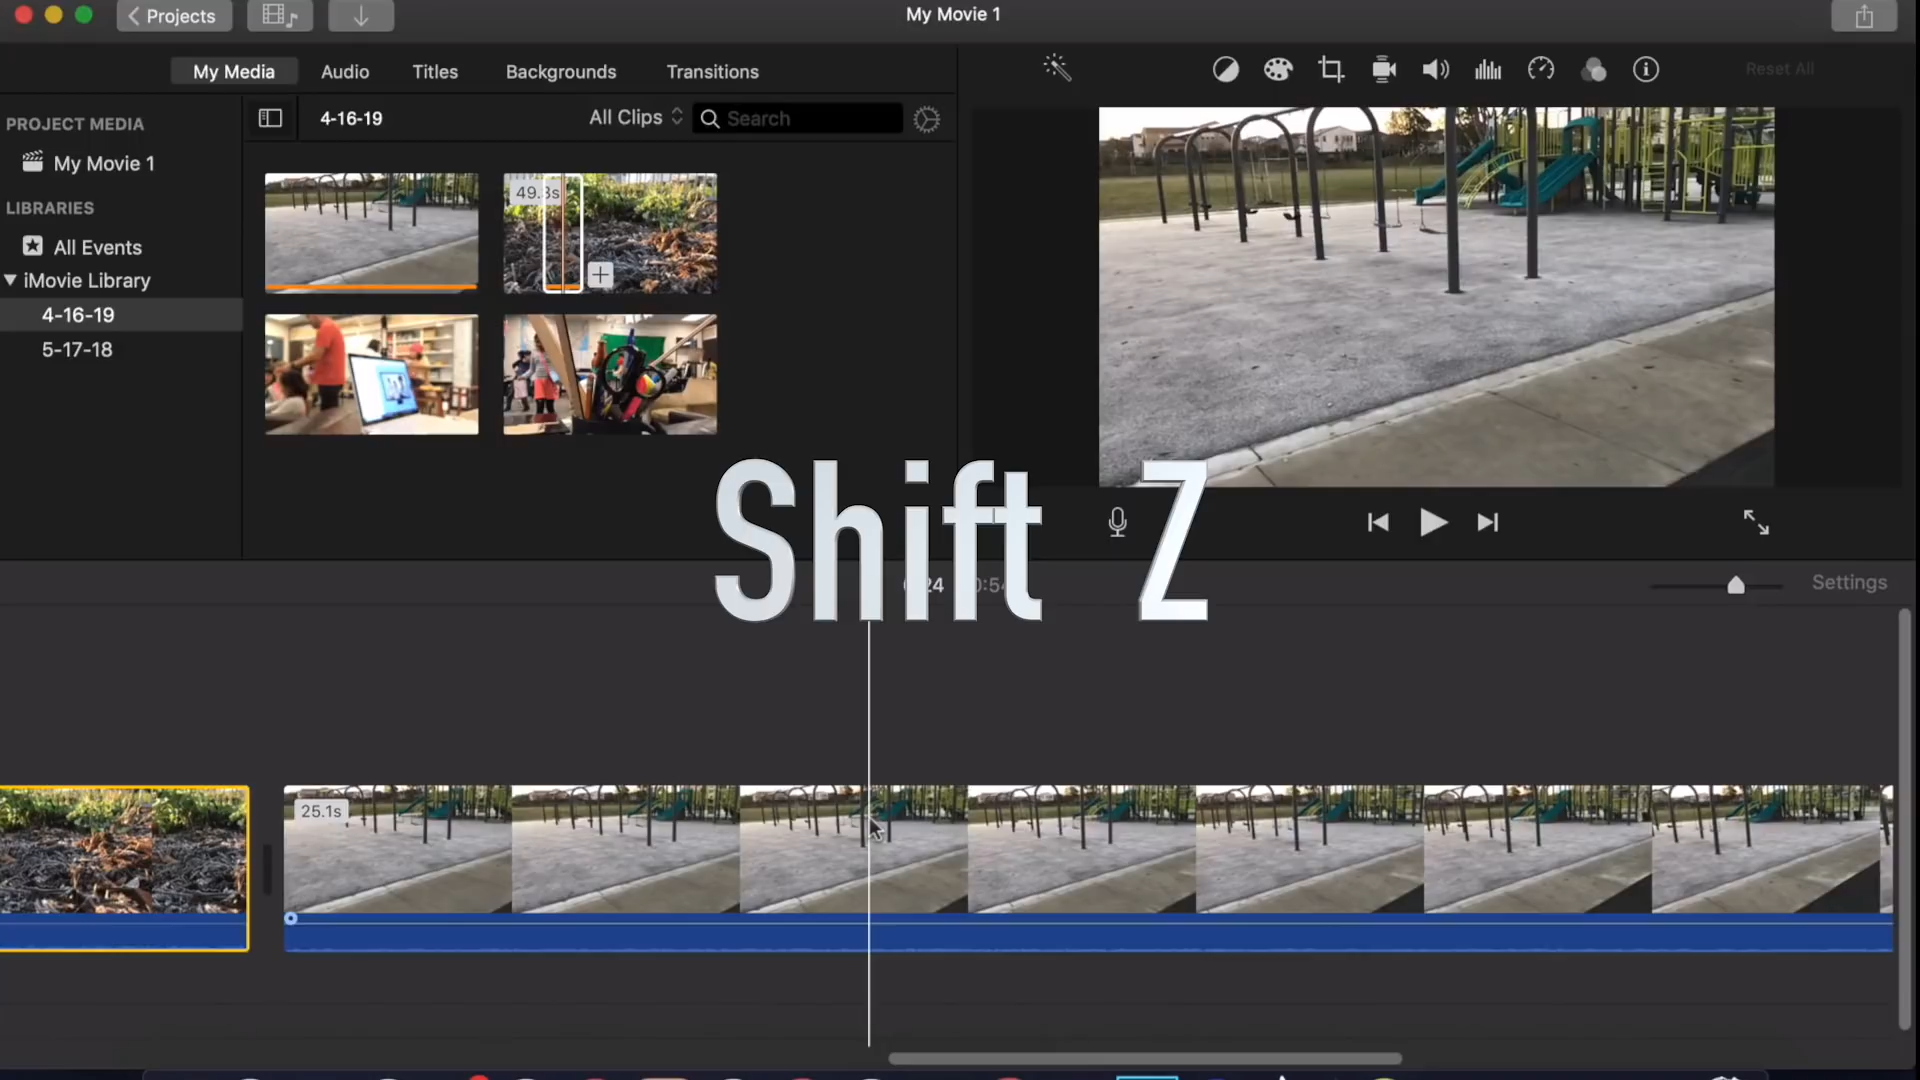 Projects
My Movie 1
My Media
Audio
Titles
Backgrounds
Transitions
Reset All
PROJECT MEDIA
My Movie 1
LIBRARIES
All Events
iMovie Library
4-16-19
5-17-18
4-16-19
All Clips
Search
49.3s
Shift Z
Settings
25.1s